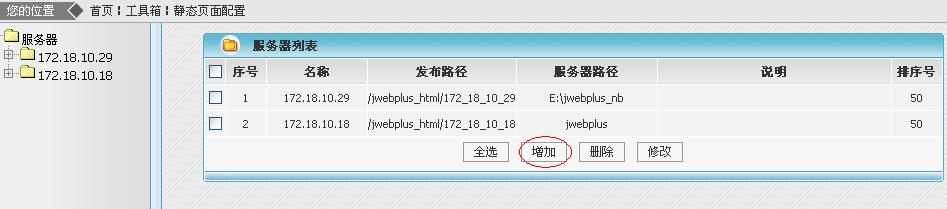 您的位置 首页 ¦ 工具箱 ¦ 静态页面配置
服务器
172.18.10.29
172.18.10.18
服务器列表
序号 名称 发布路径 服务器路径 说明 排序号
1 172.18.10.29 /jwebplus_html/172_18_10_29 E:\jwebplus_nb 50
2 172.18.10.18 /jwebplus_html/172_18_10_18 jwebplus 50
全选 增加 删除 修改